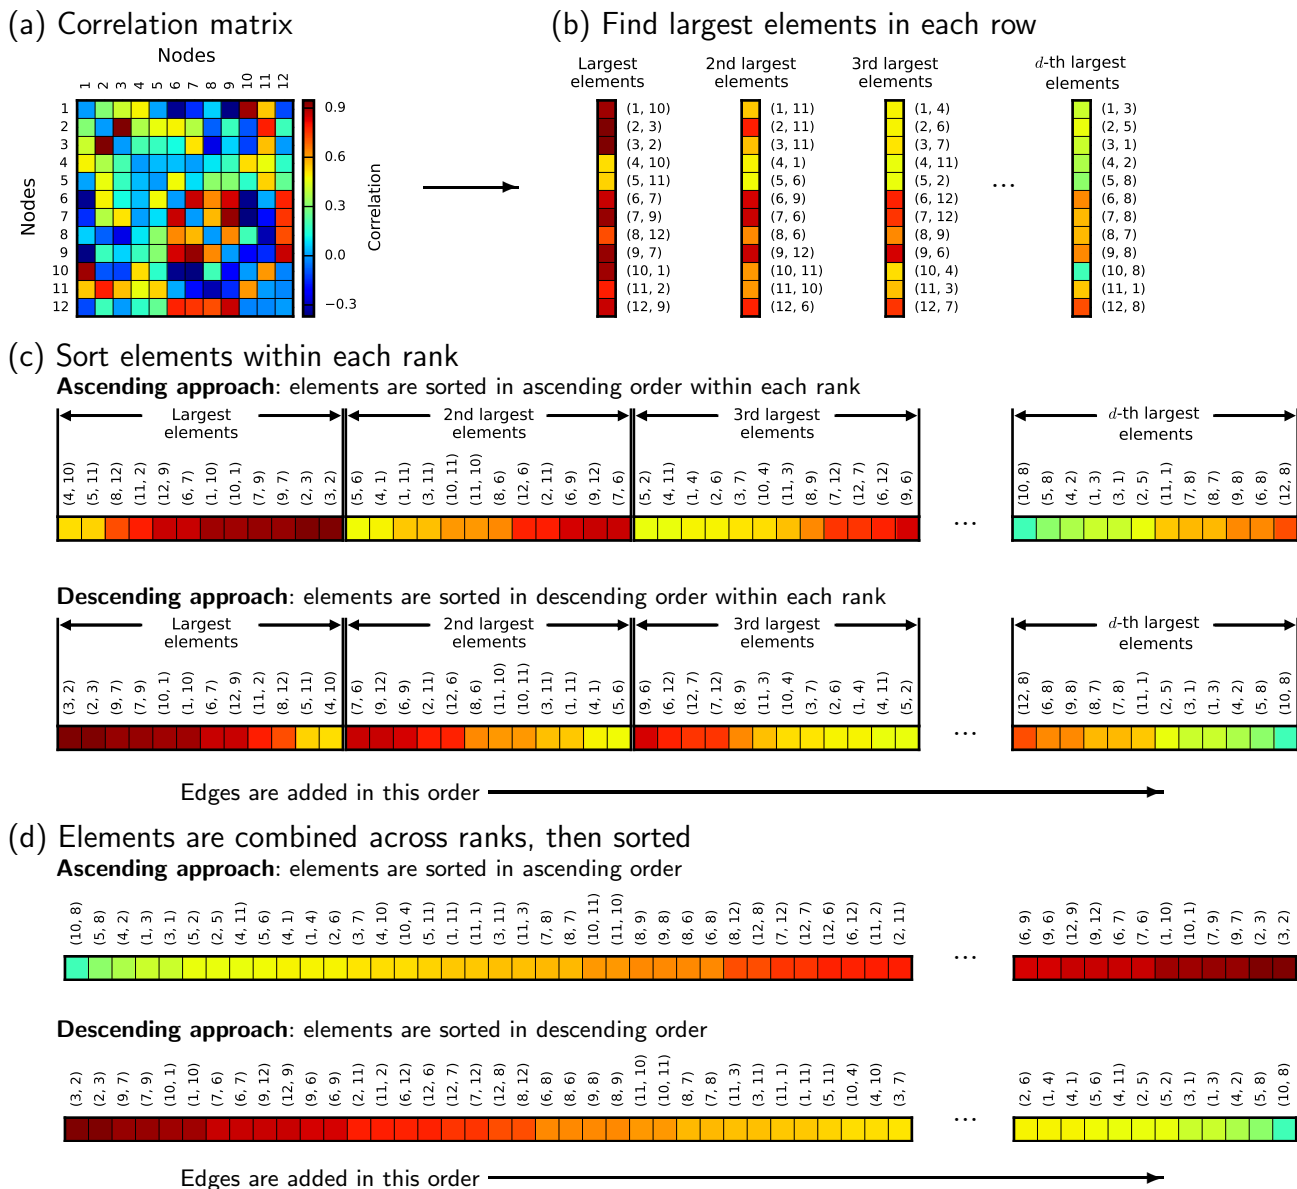 (a) Correlation matrix
Nodes
1 2 3 4 5 6 7 8 9 10 11 12
Nodes
1
2
3
4
5
6
7
8
9
10
11
12
0.9
0.6
0.3
0.0
−0.3
Correlation
(b) Find largest elements in each row
Largest
elements
(1, 10)
(2, 3)
(3, 2)
(4, 10)
(5, 11)
(6, 7)
(7, 9)
(8, 12)
(9, 7)
(10, 1)
(11, 2)
(12, 9)
2nd largest
elements
(1, 11)
(2, 11)
(3, 11)
(4, 1)
(5, 6)
(6, 9)
(7, 6)
(8, 6)
(9, 12)
(10, 11)
(11, 10)
(12, 6)
3rd largest
elements
(1, 4)
(2, 6)
(3, 7)
(4, 11)
(5, 2)
(6, 12)
(7, 12)
(8, 9)
(9, 6)
(10, 4)
(11, 3)
(12, 7)
...
d-th largest
elements
(1, 3)
(2, 5)
(3, 1)
(4, 2)
(5, 8)
(6, 8)
(7, 8)
(8, 7)
(9, 8)
(10, 8)
(11, 1)
(12, 8)
(c) Sort elements within each rank
Ascending approach: elements are sorted in ascending order within each rank
Largest
elements
(4, 10) (5, 11) (8, 12) (11, 2) (12, 9) (6, 7) (1, 10) (10, 1) (7, 9) (9, 7) (2, 3) (3, 2)
2nd largest
elements
(5, 6) (4, 1) (1, 11) (3, 11) (10, 11) (11, 10) (8, 6) (12, 6) (2, 11) (6, 9) (9, 12) (7, 6)
3rd largest
elements
(5, 2) (4, 11) (1, 4) (2, 6) (3, 7) (10, 4) (11, 3) (8, 9) (7, 12) (12, 7) (6, 12) (9, 6)
...
d-th largest
elements
(10, 8) (5, 8) (4, 2) (1, 3) (3, 1) (2, 5) (11, 1) (7, 8) (8, 7) (9, 8) (6, 8) (12, 8)
Descending approach: elements are sorted in descending order within each rank
Largest
elements
(3, 2) (2, 3) (9, 7) (7, 9) (10, 1) (1, 10) (6, 7) (12, 9) (11, 2) (8, 12) (5, 11) (4, 10)
2nd largest
elements
(7, 6) (9, 12) (6, 9) (2, 11) (12, 6) (8, 6) (11, 10) (10, 11) (3, 11) (1, 11) (4, 1) (5, 6)
3rd largest
elements
(9, 6) (6, 12) (12, 7) (7, 12) (8, 9) (11, 3) (10, 4) (3, 7) (2, 6) (1, 4) (4, 11) (5, 2)
...
d-th largest
elements
(12, 8) (6, 8) (9, 8) (8, 7) (7, 8) (11, 1) (2, 5) (3, 1) (1, 3) (4, 2) (5, 8) (10, 8)
Edges are added in this order
(d) Elements are combined across ranks, then sorted
Ascending approach: elements are sorted in ascending order
(10, 8) (5, 8) (4, 2) (1, 3) (3, 1) (5, 2) (2, 5) (4, 11) (5, 6) (4, 1) (1, 4) (2, 6) (3, 7) (4, 10) (10, 4) (5, 11) (1, 11) (11, 1) (3, 11) (11, 3) (7, 8) (8, 7) (10, 11) (11, 10) (8, 9) (9, 8) (8, 6) (6, 8) (8, 12) (12, 8) (7, 12) (12, 7) (12, 6) (6, 12) (11, 2) (2, 11)
...
(6, 9) (9, 6) (12, 9) (9, 12) (6, 7) (7, 6) (1, 10) (10, 1) (7, 9) (9, 7) (2, 3) (3, 2)
Descending approach: elements are sorted in descending order
(3, 2) (2, 3) (9, 7) (7, 9) (10, 1) (1, 10) (7, 6) (6, 7) (9, 12) (12, 9) (9, 6) (6, 9) (2, 11) (11, 2) (6, 12) (12, 6) (12, 7) (7, 12) (12, 8) (8, 12) (6, 8) (8, 6) (9, 8) (8, 9) (11, 10) (10, 11) (8, 7) (7, 8) (11, 3) (3, 11) (11, 1) (1, 11) (5, 11) (10, 4) (4, 10) (3, 7)
...
(2, 6) (1, 4) (4, 1) (5, 6) (4, 11) (2, 5) (5, 2) (3, 1) (1, 3) (4, 2) (5, 8) (10, 8)
Edges are added in this order